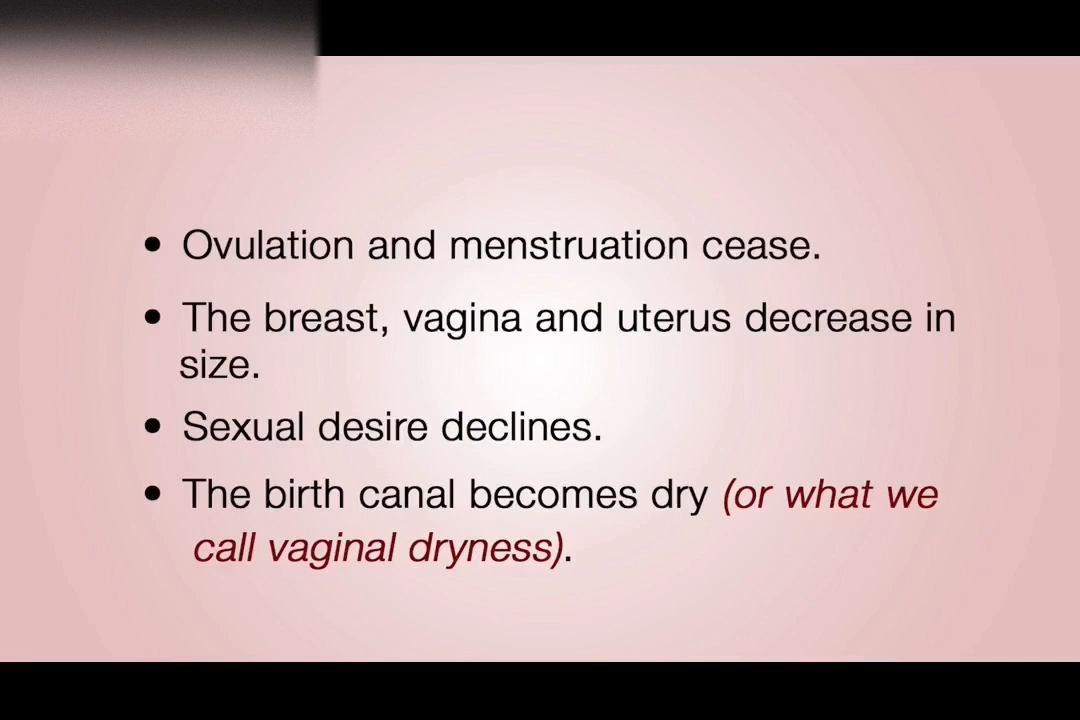 • Ovulation and menstruation cease.
• The breast, vagina and uterus decrease in
size.
• Sexual desire declines.
• The birth canal becomes dry (or what we
call vaginal dryness).